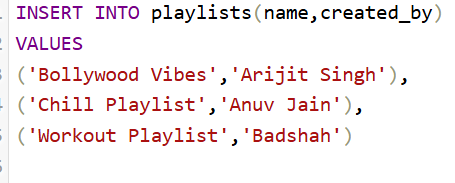 INSERT INTO playlists(name,created_by)
VALUES
('Bollywood Vibes','Arijit Singh'),
('Chill Playlist','Anuv Jain'),
('Workout Playlist','Badshah')